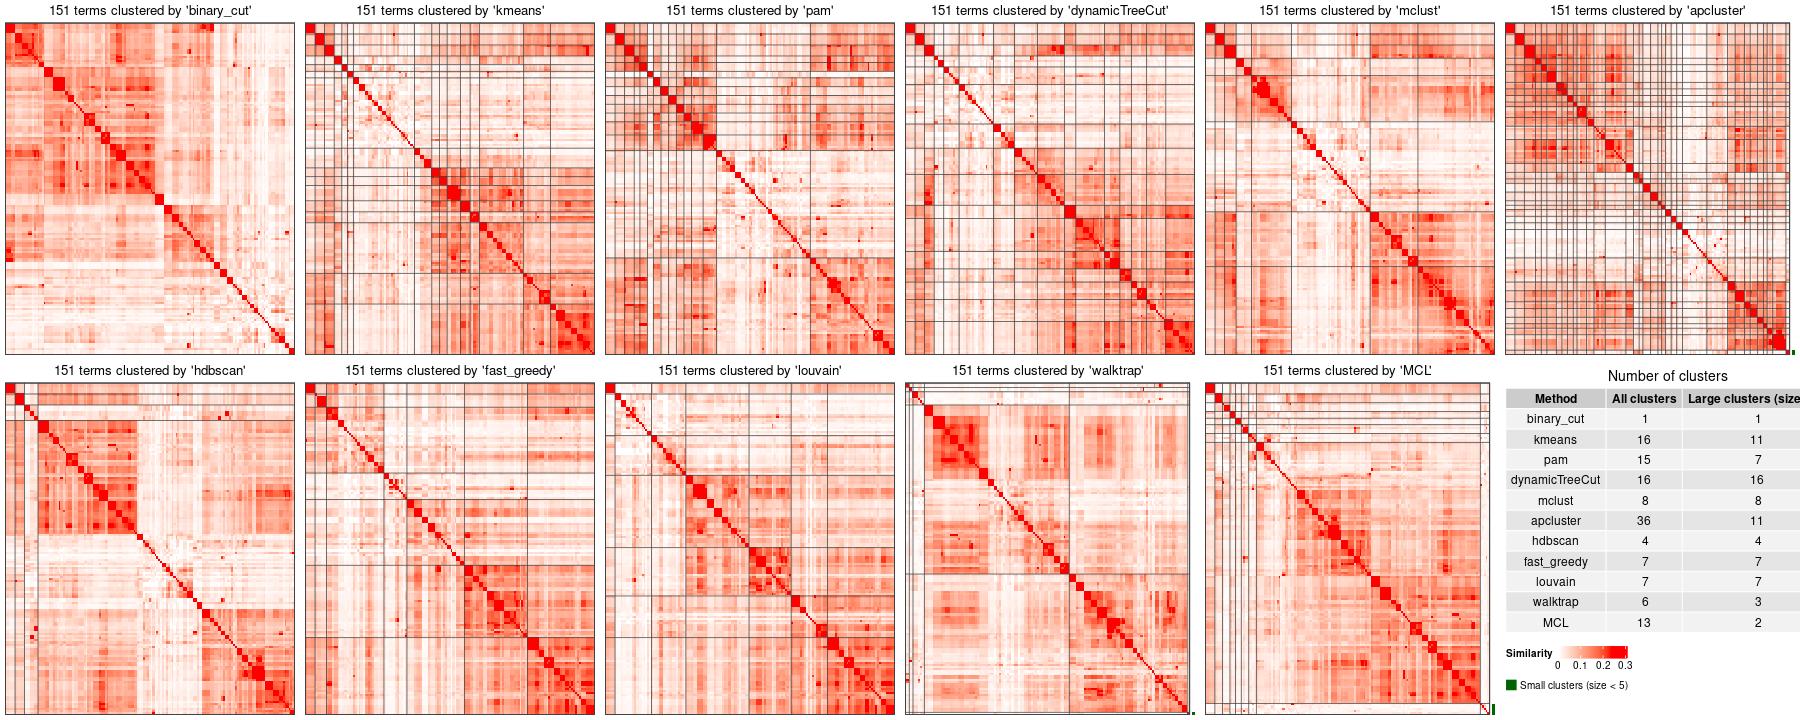 151 terms clustered by 'binary_cut'
151 terms clustered by 'kmeans'
151 terms clustered by 'pam'
151 terms clustered by 'dynamicTreeCut'
151 terms clustered by 'mclust'
151 terms clustered by 'apcluster'
151 terms clustered by 'hdbscan'
151 terms clustered by 'fast_greedy'
151 terms clustered by 'louvain'
151 terms clustered by 'walktrap'
151 terms clustered by 'MCL'
Number of clusters
Method All clusters Large clusters (size
binary_cut 1 1
kmeans 16 11
pam 15 7
dynamicTreeCut 16 16
mclust 8 8
apcluster 36 11
hdbscan 4 4
fast_greedy 7 7
louvain 7 7
walktrap 6 3
MCL 13 2
Similarity
0 0.1 0.2 0.3
Small clusters (size < 5)